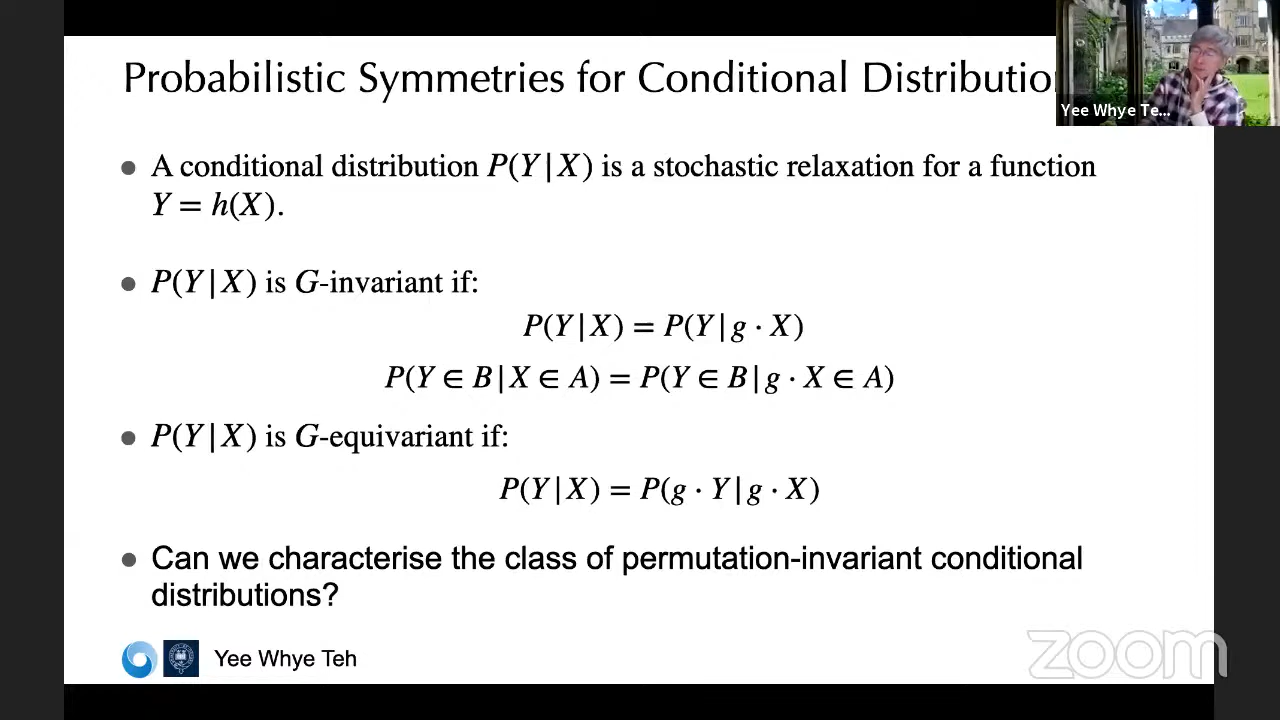 Probabilistic Symmetries for Conditional Distribution
Yee Whye Te...
• A conditional distribution P(Y|X) is a stochastic relaxation for a function
Y = h(X).
• P(Y|X) is G-invariant if:
P(Y|X) = P(Y|g · X)
P(Y ∈ B|X ∈ A) = P(Y ∈ B|g · X ∈ A)
• P(Y|X) is G-equivariant if:
P(Y|X) = P(g · Y|g · X)
• Can we characterise the class of permutation-invariant conditional
distributions?
Yee Whye Teh
zoom